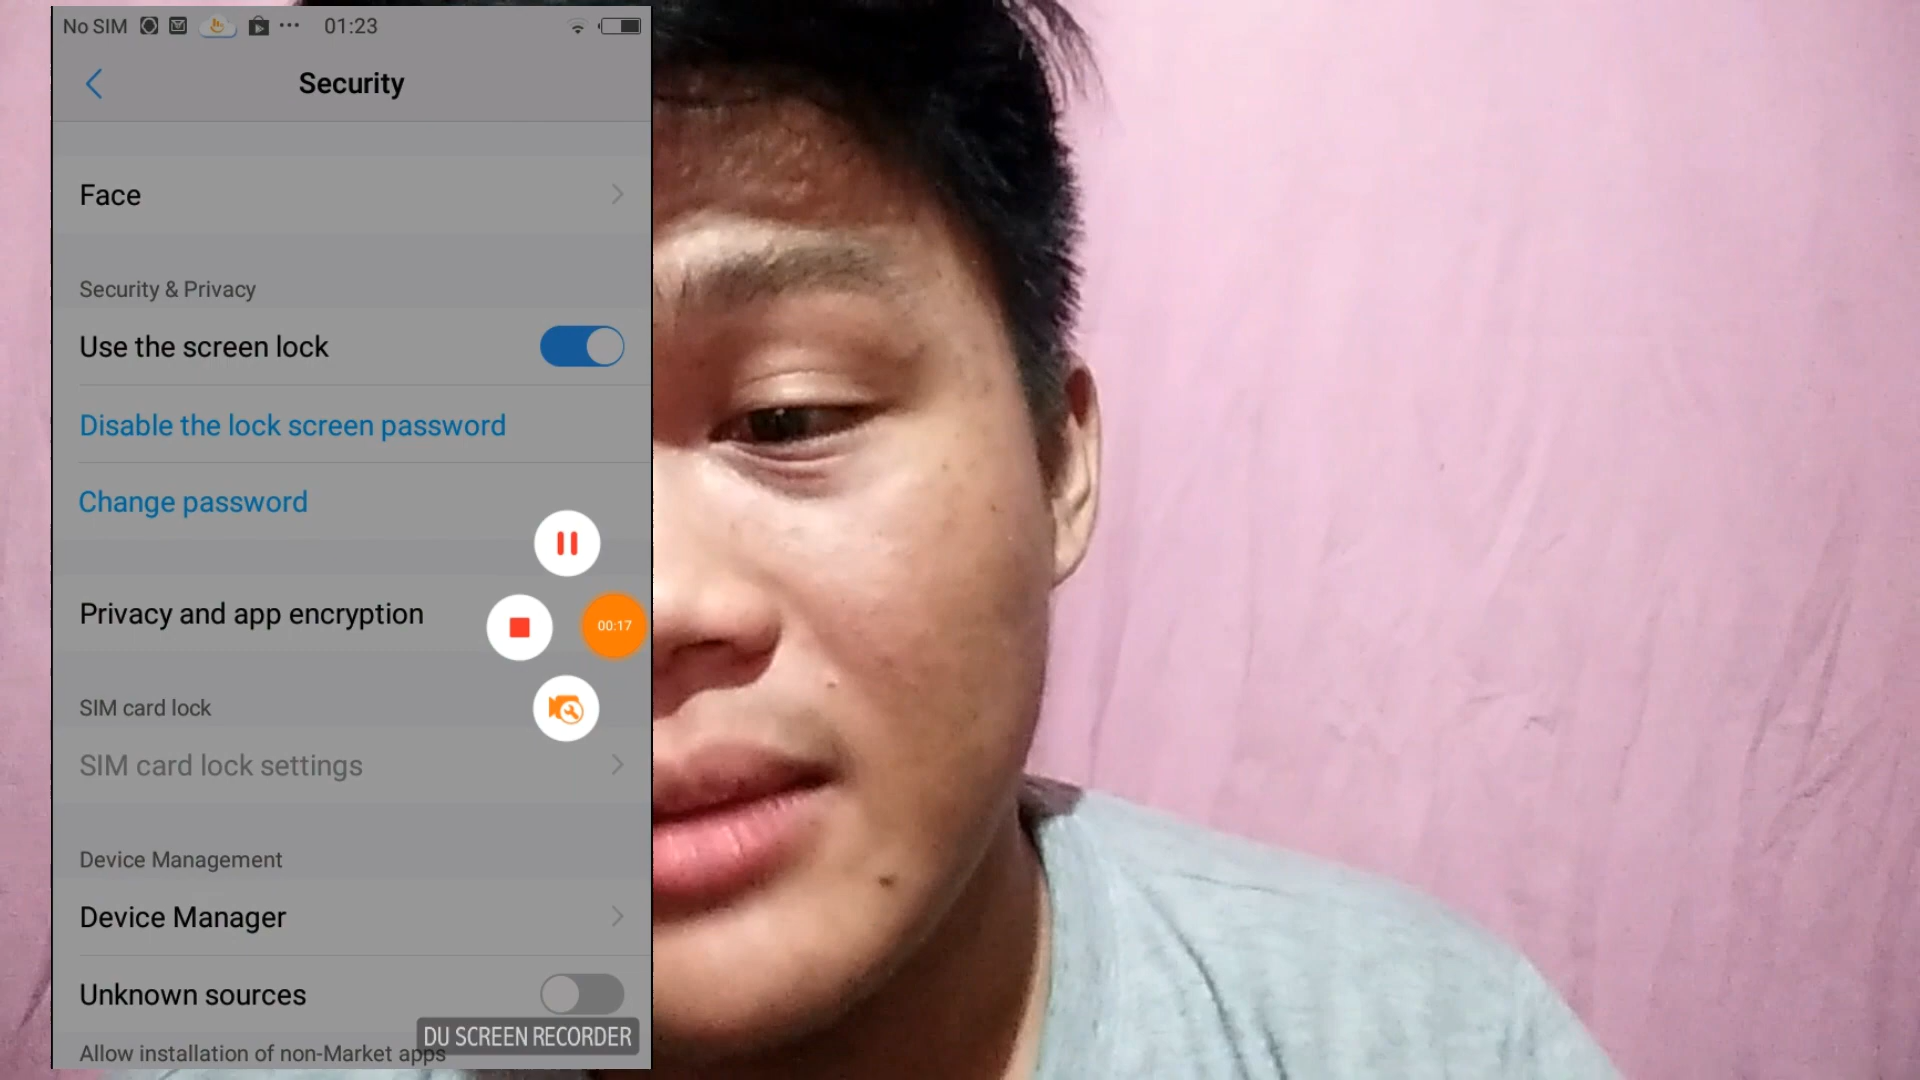 No SIM 01:23
Security
Face
Security & Privacy
Use the screen lock
Disable the lock screen password
Change password
Privacy and app encryption
00:17
SIM card lock
SIM card lock settings
Device Management
Device Manager
Unknown sources
DU SCREEN RECORDER
Allow installation of non-Market apps